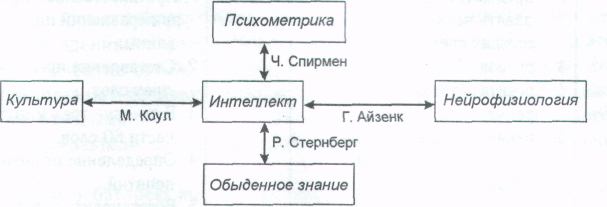 Психометрика
Ч. Спирмен
Культура
М. Коул
Интеллект
Г. Айзенк
Нейрофизиология
Р. Стернберг
Обыденное знание